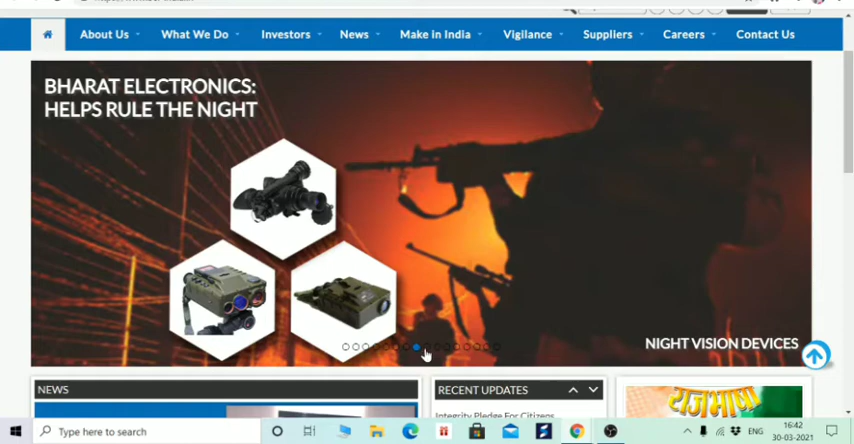 About Us What We Do Investors News Make in India Vigilance Suppliers Careers Contact Us
BHARAT ELECTRONICS:
HELPS RULE THE NIGHT
NIGHT VISION DEVICES
NEWS
RECENT UPDATES
राजभाषा
Integrity Pledge For Citizens
Type here to search
ENG
16:42
30-03-2021